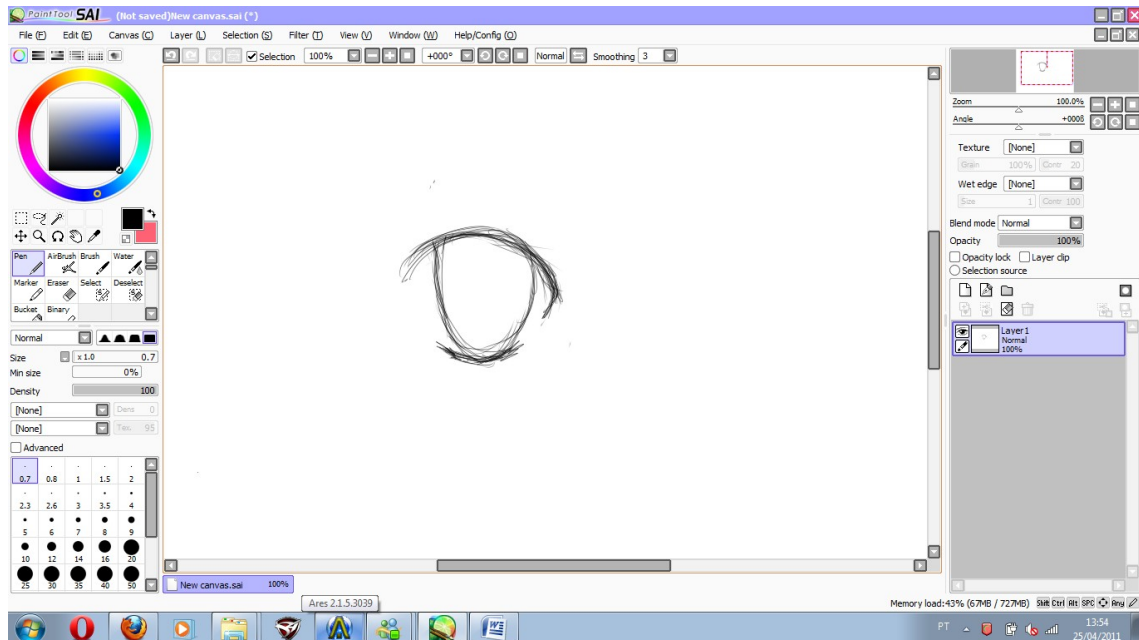 PaintTool SAI (Not saved)New canvas.sai (*)
File (F) Edit (E) Canvas (C) Layer (L) Selection (S) Filter (T) View (V) Window (W) Help/Config (O)
Selection 100% +000° Normal Smoothing 3
Zoom 100.0%
Angle +000ß
Texture [None]
Grain 100% Contr 20
Wet edge [None]
Size 1 Contr 100
Blend mode Normal
Opacity 100%
Opacity lock Layer clip
Selection source
Layer1
Normal
100%
Pen AirBrush Brush Water
Marker Eraser Select Deselect
Bucket Binary
Normal
Size x 1.0 0.7
Min size 0%
Density 100
[None] Dens 0
[None] Tex. 95
Advanced
0.7 0.8 1 1.5 2
2.3 2.6 3 3.5 4
5 6 7 8 9
10 12 14 16 20
25 30 35 40 50
New canvas.sai 100%
Memory load:43% (67MB / 727MB) Shift Ctrl Alt SPC Any
Ares 2.1.5.3039
PT 13:54
25/04/2011